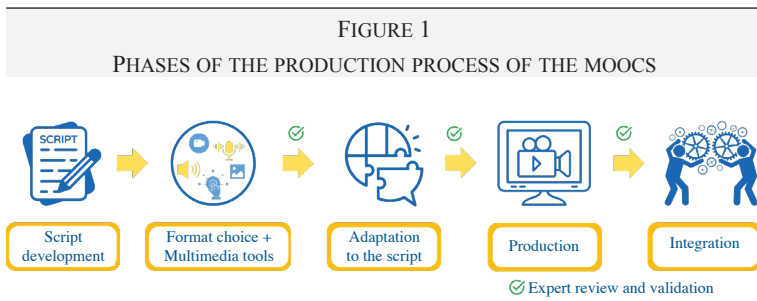 FIGURE 1
PHASES OF THE PRODUCTION PROCESS OF THE MOOCS
SCRIPT
Script
development
Format choice +
Multimedia tools
Adaptation
to the script
Production
Integration
Expert review and validation